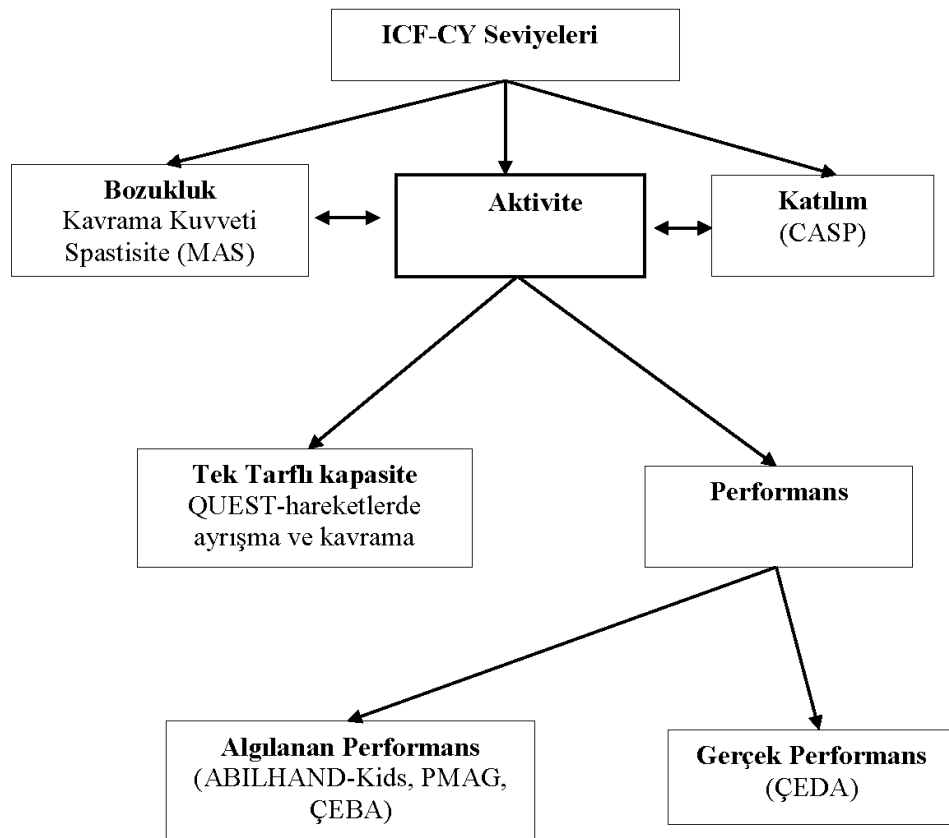 ICF-CY Seviyeleri
Bozukluk
Kavrama Kuvveti
Spastisite (MAS)
Aktivite
Katılım
(CASP)
Tek Tarflı kapasite
QUEST-hareketlerde
ayrışma ve kavrama
Performans
Algılanan Performans
(ABILHAND-Kids, PMAG,
ÇEBA)
Gerçek Performans
(ÇEDA)